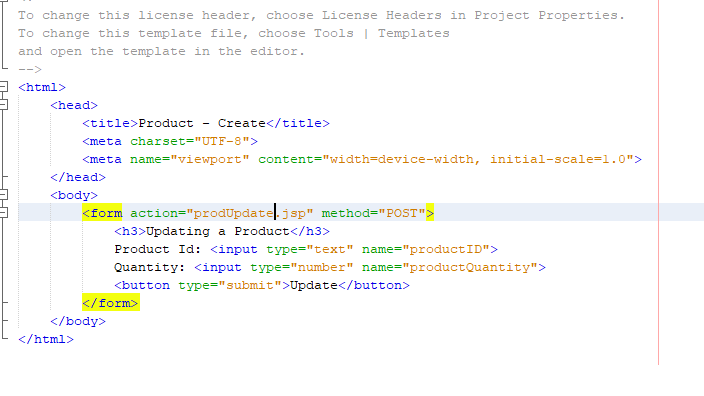 To change this license header, choose License Headers in Project Properties.
To change this template file, choose Tools | Templates
and open the template in the editor.
-->
<html>
    <head>
        <title>Product - Create</title>
        <meta charset="UTF-8">
        <meta name="viewport" content="width=device-width, initial-scale=1.0">
    </head>
    <body>
        <form action="prodUpdate.jsp" method="POST">
            <h3>Updating a Product</h3>
            Product Id: <input type="text" name="productID">
            Quantity: <input type="number" name="productQuantity">
            <button type="submit">Update</button>
        </form>
    </body>
</html>